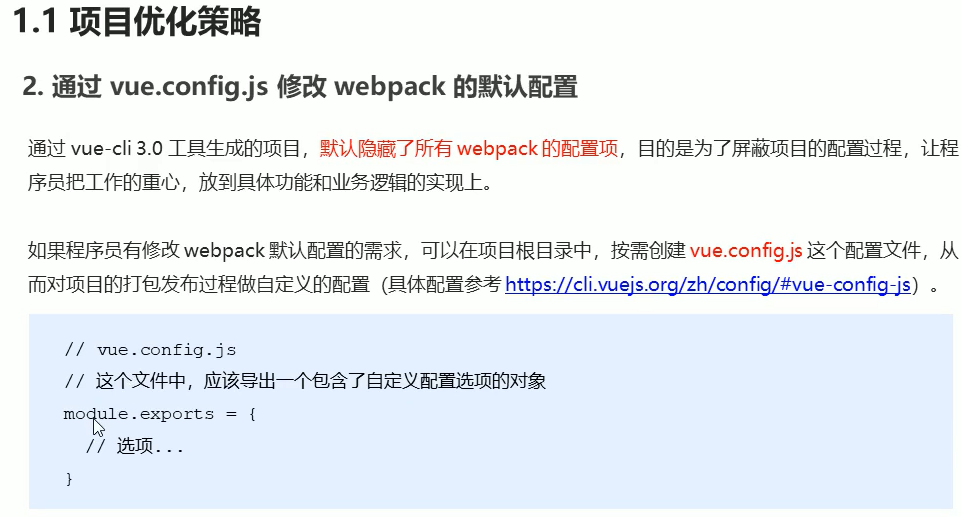 1.1 项目优化策略
2. 通过 vue.config.js 修改 webpack 的默认配置
通过 vue-cli 3.0 工具生成的项目，默认隐藏了所有 webpack 的配置项，目的是为了屏蔽项目的配置过程，让程
序员把工作的重心，放到具体功能和业务逻辑的实现上。
如果程序员有修改 webpack 默认配置的需求，可以在项目根目录中，按需创建 vue.config.js 这个配置文件，从
而对项目的打包发布过程做自定义的配置（具体配置参考 https://cli.vuejs.org/zh/config/#vue-config-js）。
// vue.config.js
// 这个文件中，应该导出一个包含了自定义配置选项的对象
module.exports = {
// 选项...
}